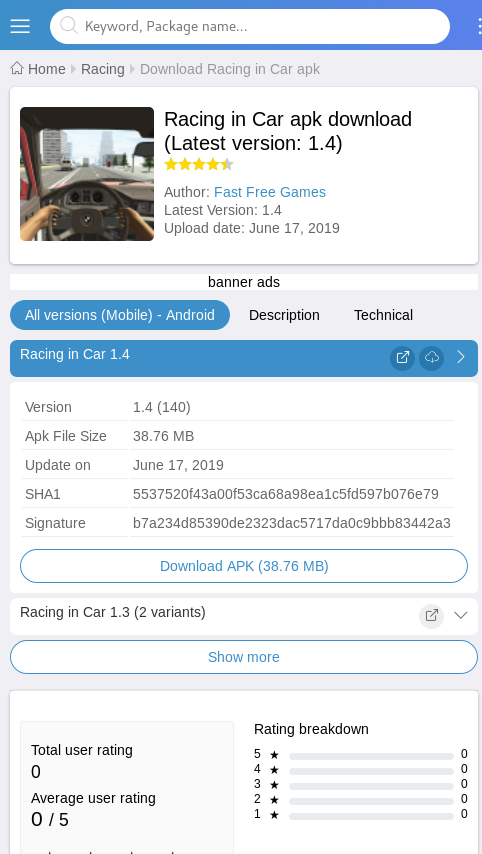 Keyword, Package name...
Home Racing Download Racing in Car apk
Racing in Car apk download
(Latest version: 1.4)
Author: Fast Free Games
Latest Version: 1.4
Upload date: June 17, 2019
banner ads
All versions (Mobile) - Android Description Technical
Racing in Car 1.4
Version 1.4 (140)
Apk File Size 38.76 MB
Update on June 17, 2019
SHA1 5537520f43a00f53ca68a98ea1c5fd597b076e79
Signature b7a234d85390de2323dac5717da0c9bbb83442a3
Download APK (38.76 MB)
Racing in Car 1.3 (2 variants)
Show more
Total user rating
0
Average user rating
0 / 5
Rating breakdown
5 ★ 0
4 ★ 0
3 ★ 0
2 ★ 0
1 ★ 0